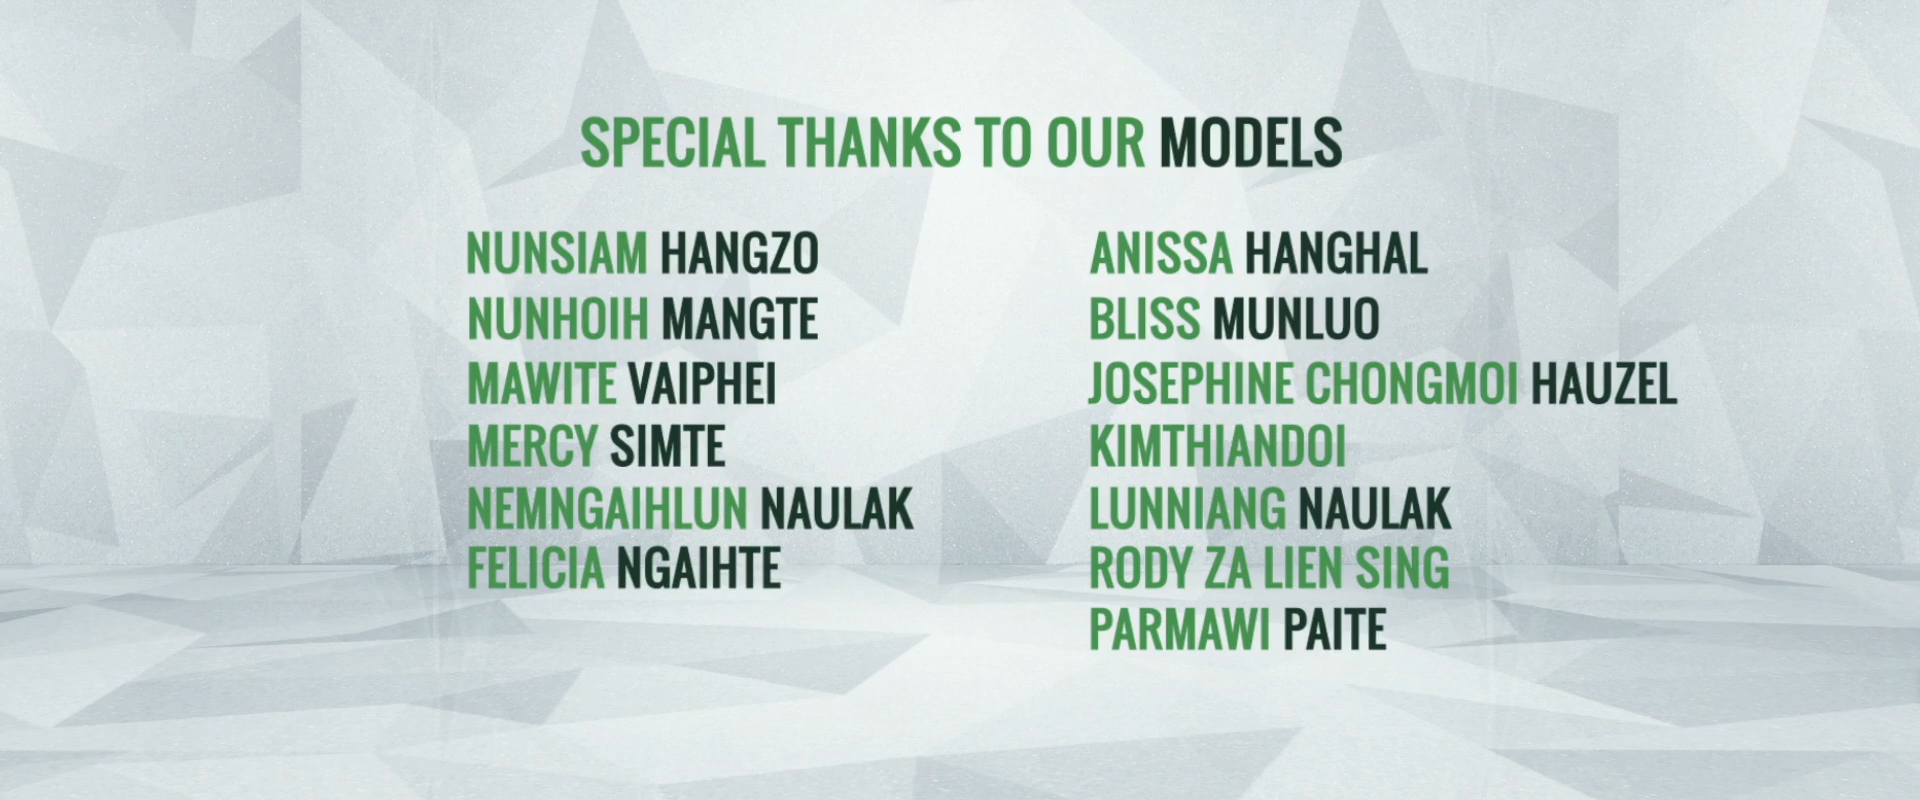 SPECIAL THANKS TO OUR MODELS
NUNSIAM HANGZO
NUNHOIH MANGTE
MAWITE VAIPHEI
MERCY SIMTE
NEMNGAIHLUN NAULAK
FELICIA NGAIHTE
ANISSA HANGHAL
BLISS MUNLUO
JOSEPHINE CHONGMOI HAUZEL
KIMTHIANDOI
LUNNIANG NAULAK
RODY ZA LIEN SING
PARMAWI PAITE